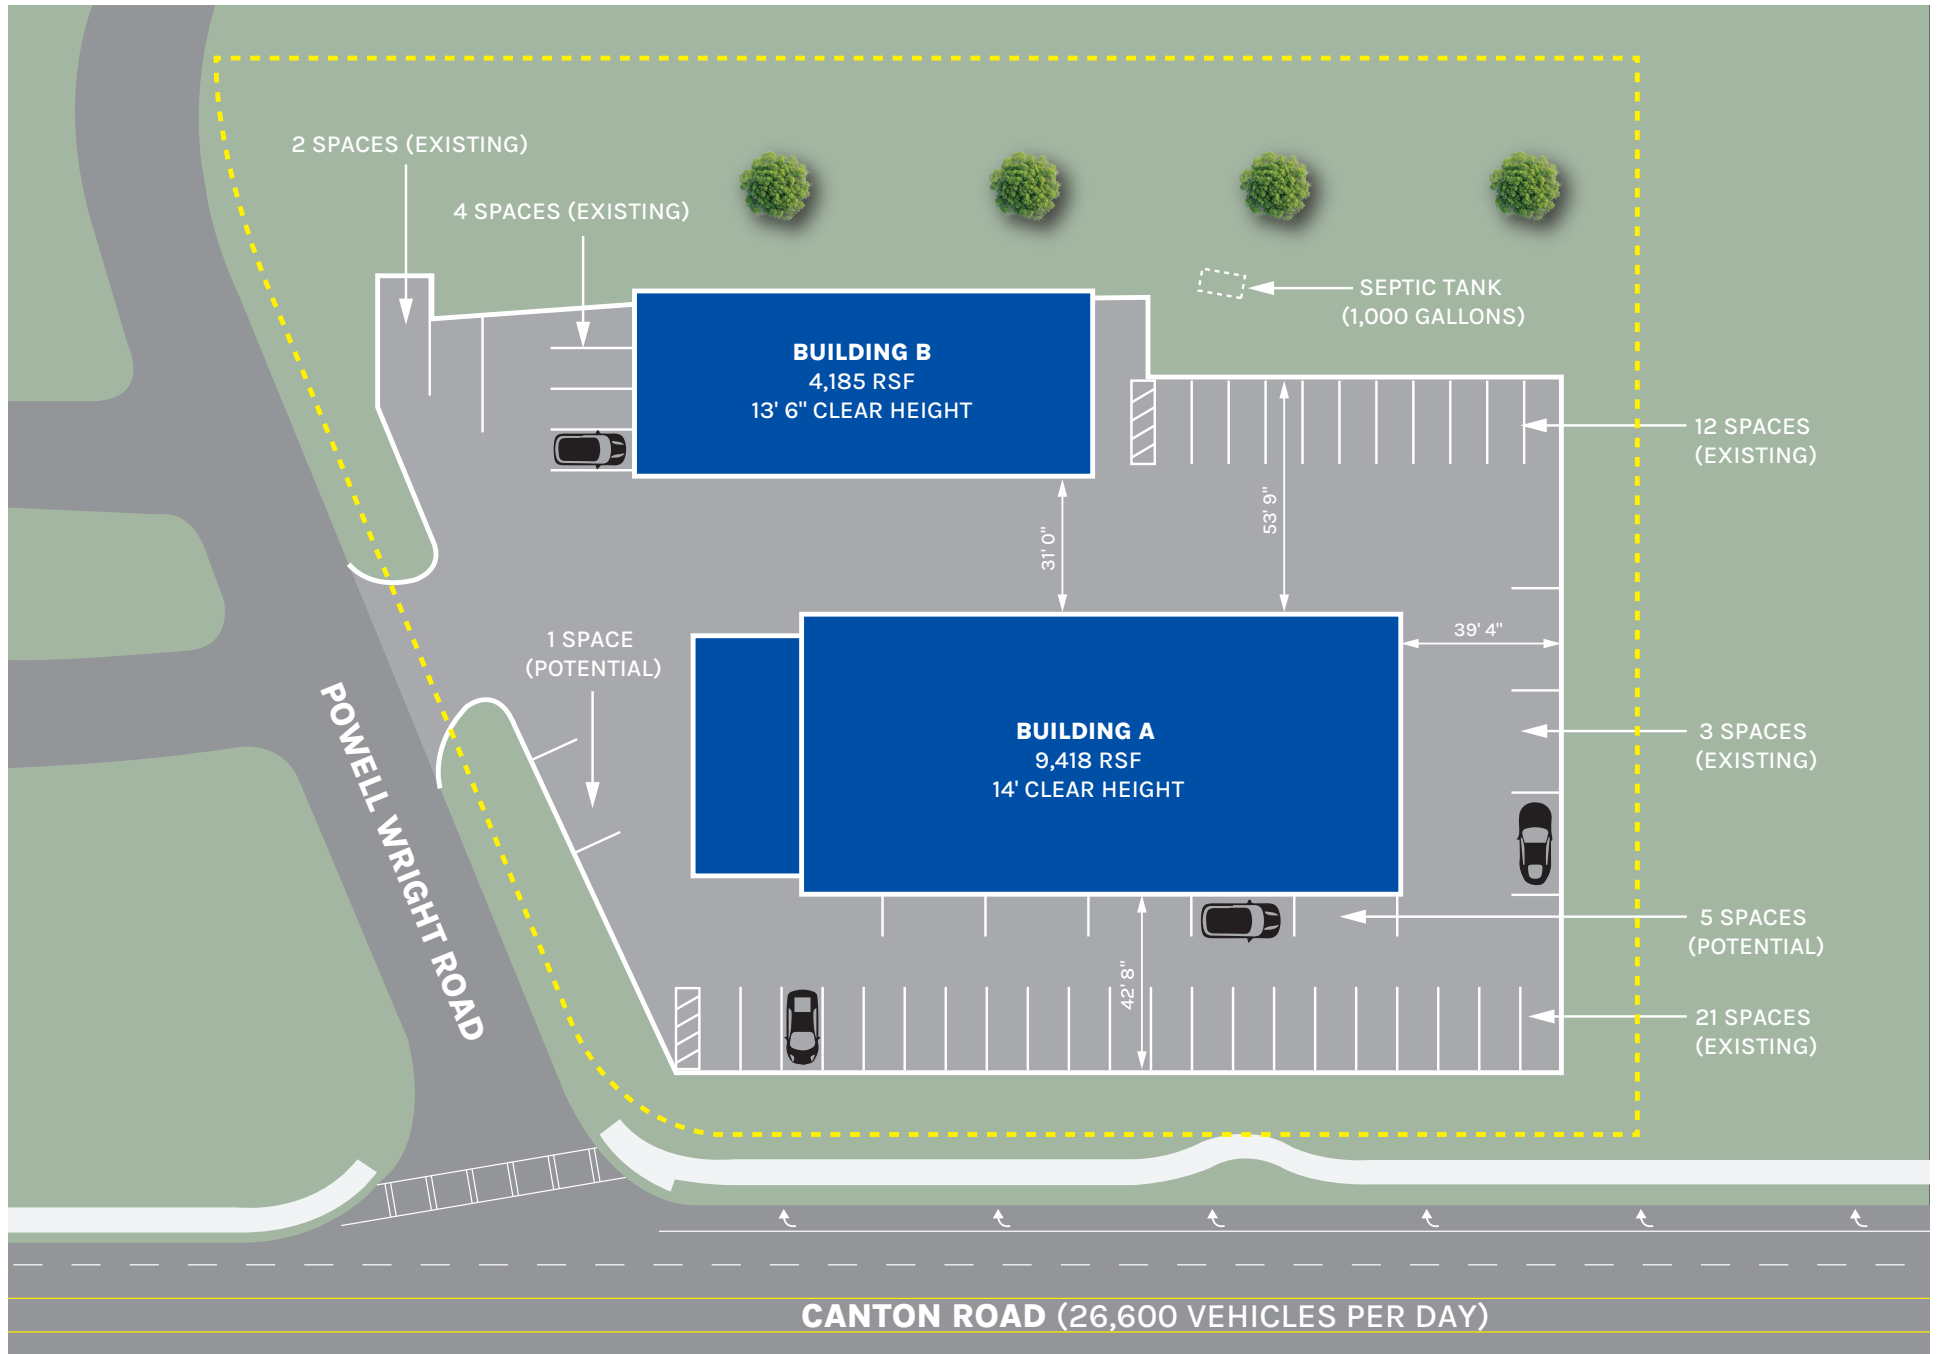 2 SPACES (EXISTING)
4 SPACES (EXISTING)
SEPTIC TANK
(1,000 GALLONS)
BUILDING B
4,185 RSF
13' 6" CLEAR HEIGHT
12 SPACES
(EXISTING)
31' 0"
53' 9"
39' 4"
1 SPACE
(POTENTIAL)
BUILDING A
9,418 RSF
14' CLEAR HEIGHT
3 SPACES
(EXISTING)
POWELL WRIGHT ROAD
5 SPACES
(POTENTIAL)
42' 8"
21 SPACES
(EXISTING)
CANTON ROAD (26,600 VEHICLES PER DAY)